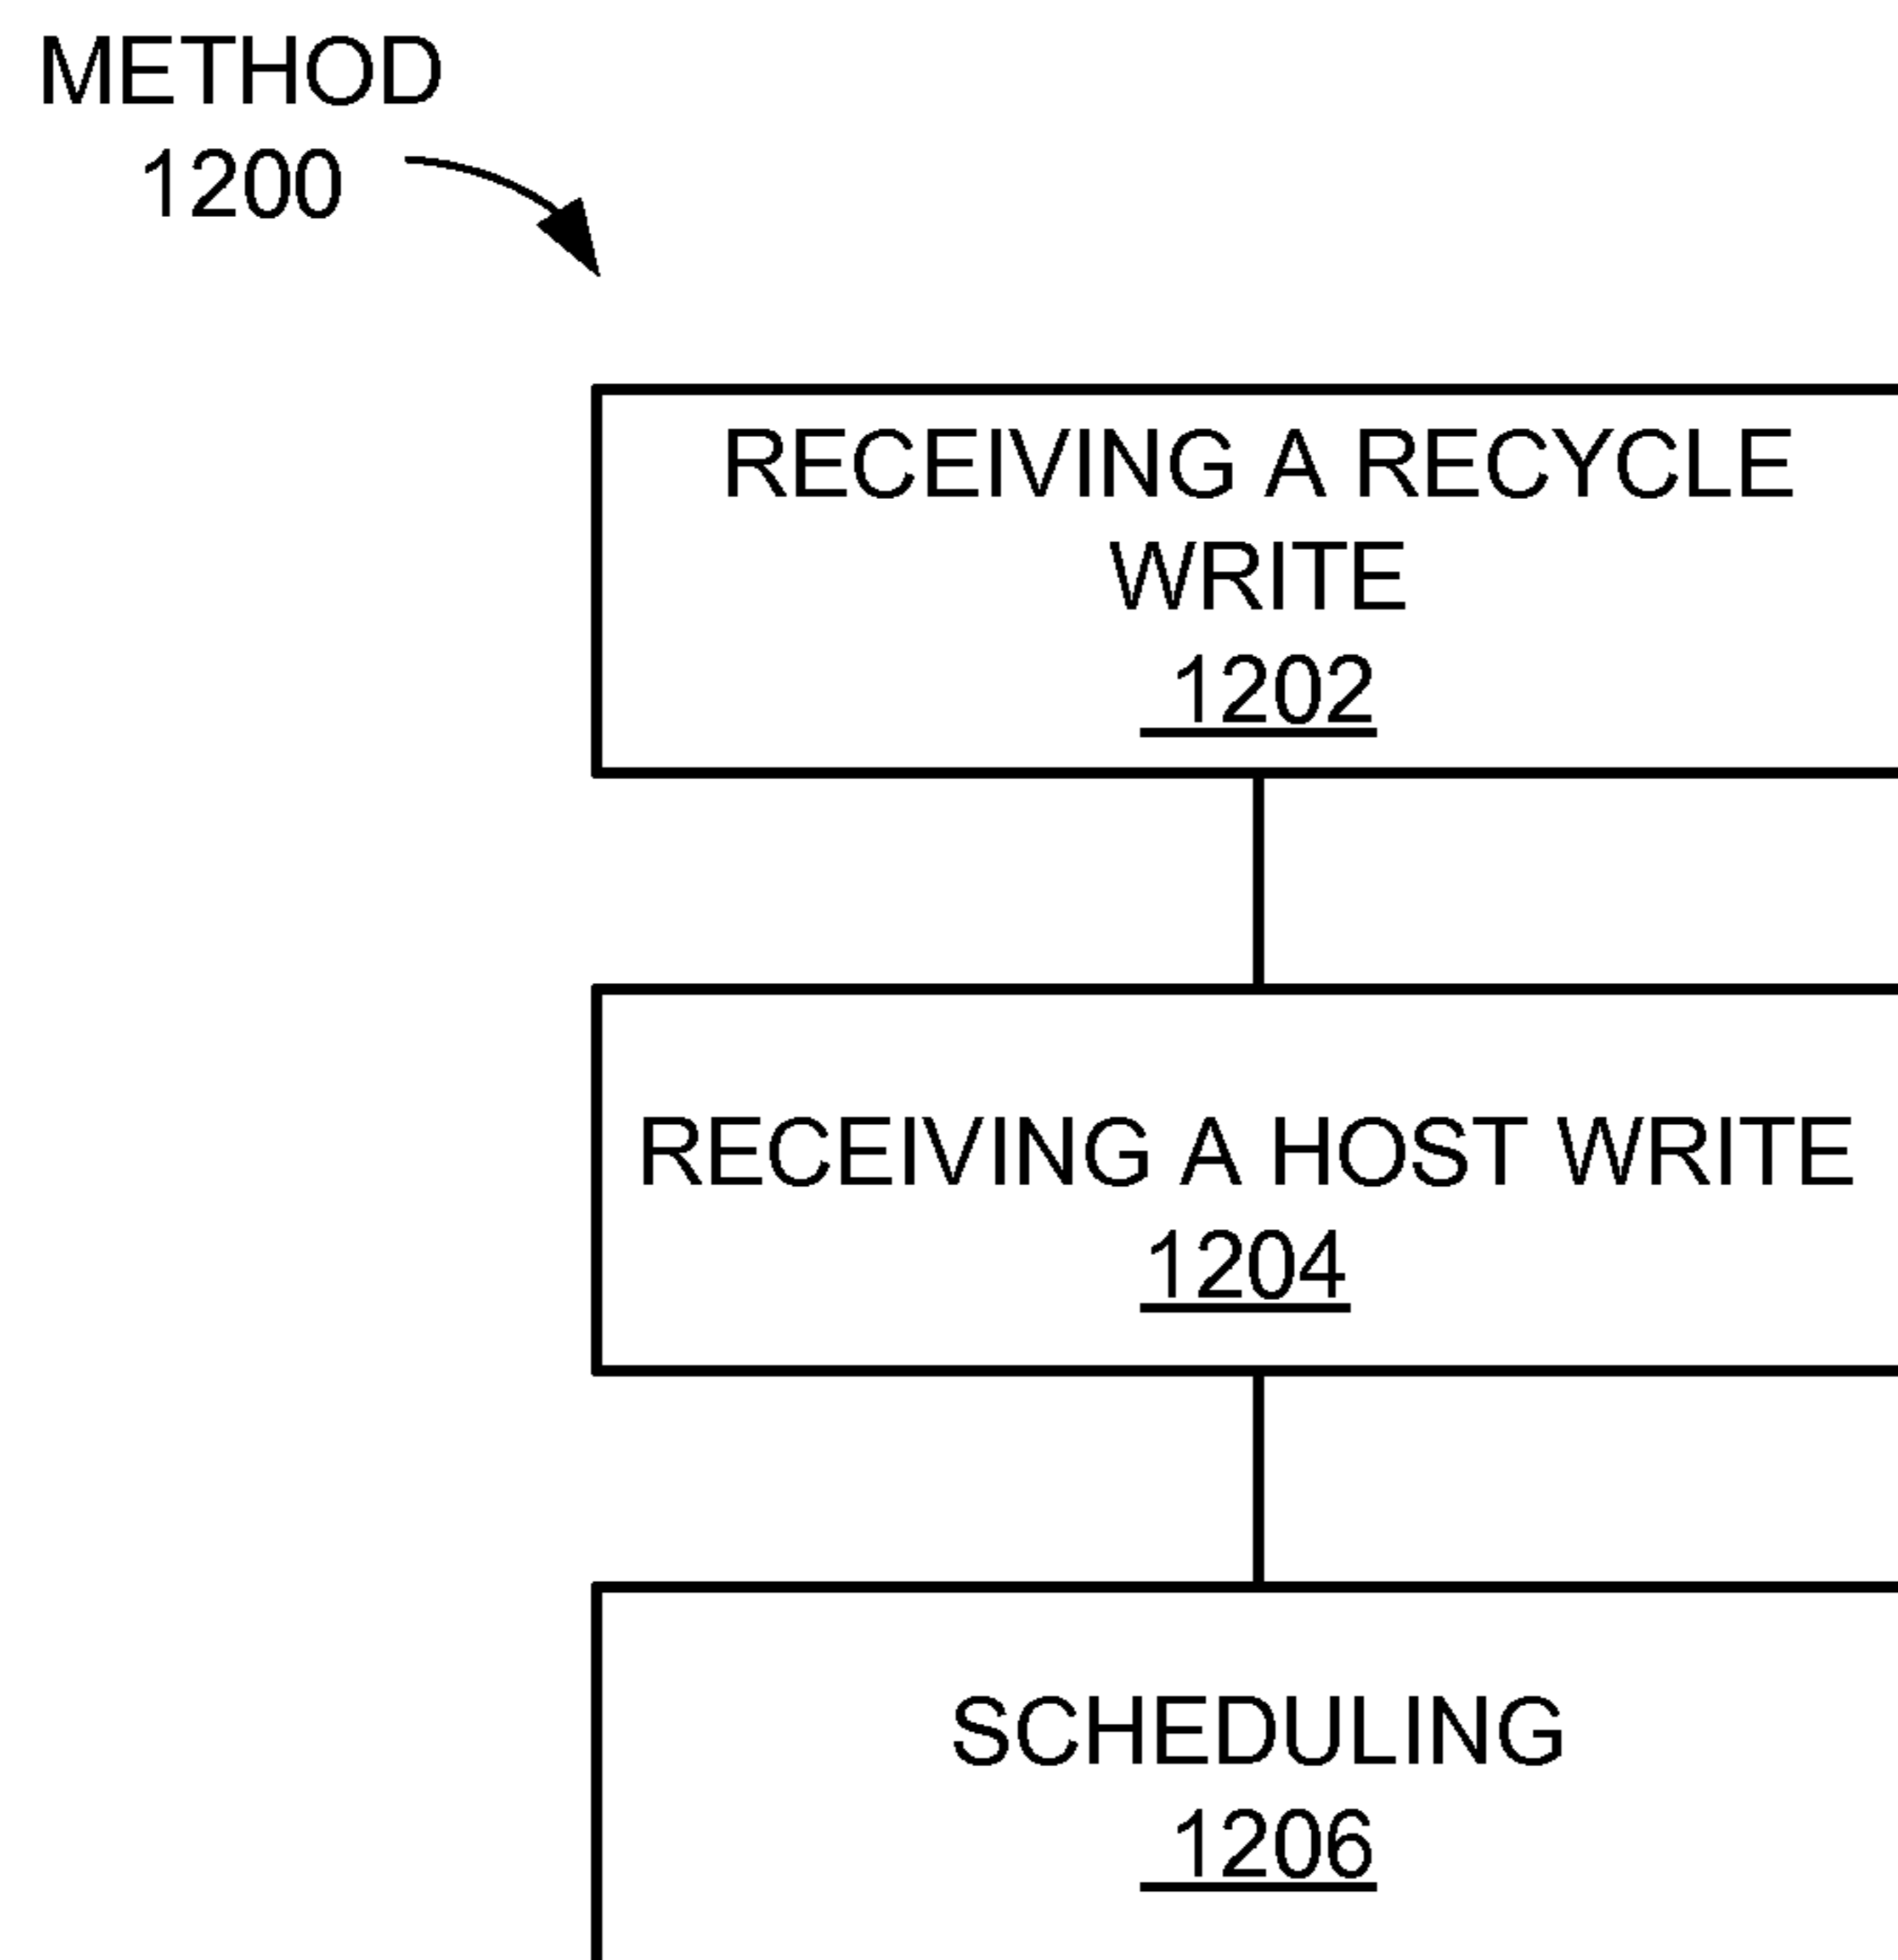 METHOD
1200
RECEIVING A RECYCLE
WRITE
1202
RECEIVING A HOST WRITE
1204
SCHEDULING
1206